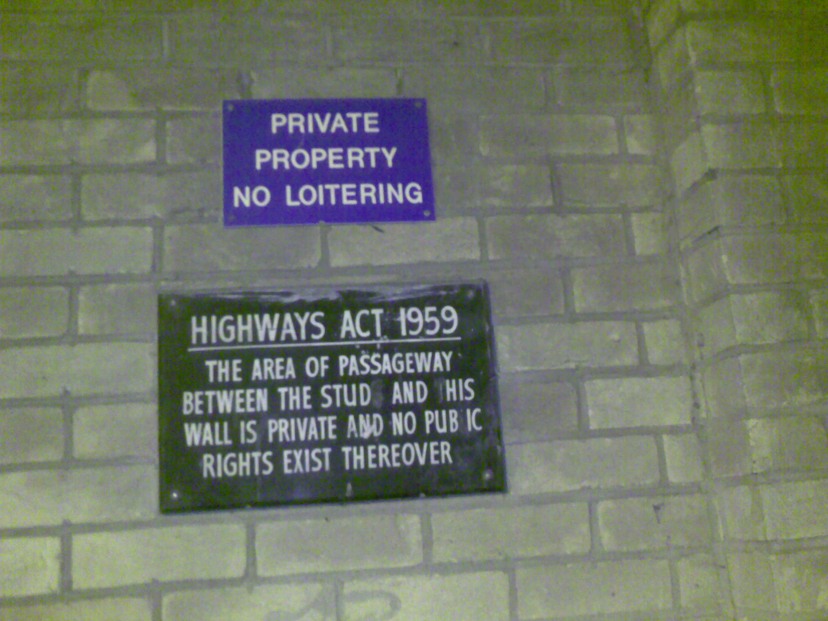 PRIVATE
PROPERTY
NO LOITERING
HIGHWAYS ACT 1959
THE AREA OF PASSAGEWAY
BETWEEN THE STUD AND HIS
WALL IS PRIVATE AND NO PUB IC
RIGHTS EXIST THEREOVER